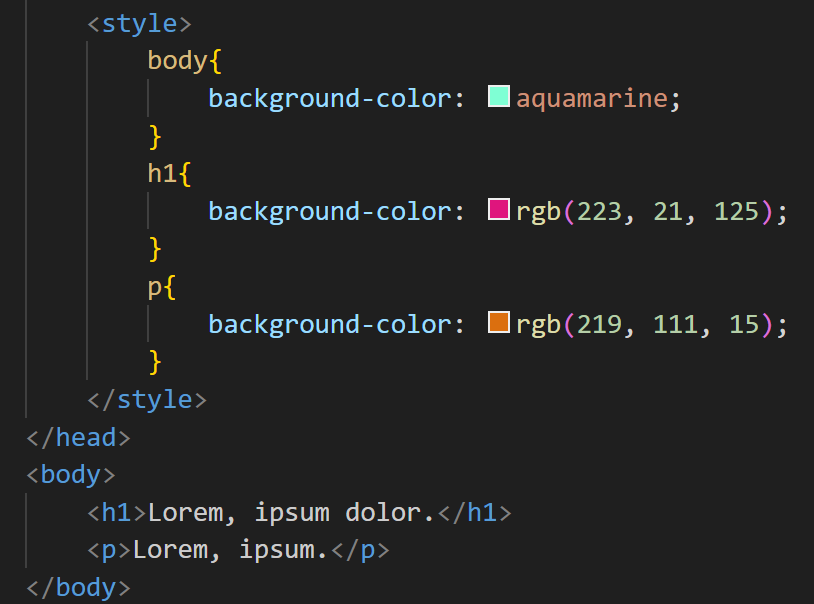 <style>
body{
background-color: aquamarine;
}
h1{
background-color: rgb(223, 21, 125);
}
p{
background-color: rgb(219, 111, 15);
}
</style>
</head>
<body>
<h1>Lorem, ipsum dolor.</h1>
<p>Lorem, ipsum.</p>
</body>